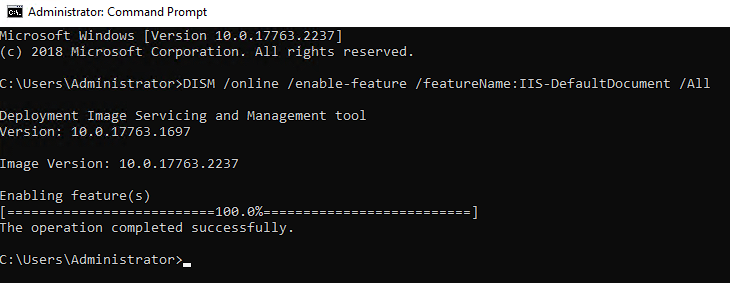 Administrator: Command Prompt
Microsoft Windows [Version 10.0.17763.2237]
(c) 2018 Microsoft Corporation. All rights reserved.
C:\Users\Administrator>DISM /online /enable-feature /featureName:IIS-DefaultDocument /All
Deployment Image Servicing and Management tool
Version: 10.0.17763.1697
Image Version: 10.0.17763.2237
Enabling feature(s)
[==========================100.0%==========================]
The operation completed successfully.
C:\Users\Administrator>